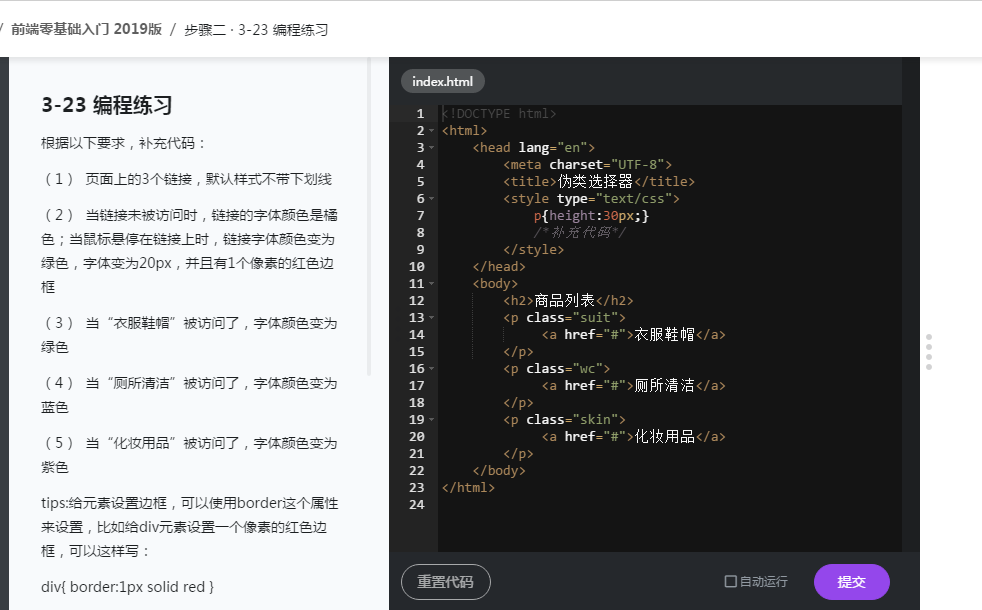 / 前端零基础入门 2019版 / 步骤二 · 3-23 编程练习
3-23 编程练习
根据以下要求，补充代码：
（1） 页面上的3个链接，默认样式不带下划线
（2） 当链接未被访问时，链接的字体颜色是橘
色；当鼠标悬停在链接上时，链接字体颜色变为
绿色，字体变为20px，并且有1个像素的红色边
框
（3） 当“衣服鞋帽”被访问了，字体颜色变为
绿色
（4） 当“厕所清洁”被访问了，字体颜色变为
蓝色
（5） 当“化妆用品”被访问了，字体颜色变为
紫色
tips:给元素设置边框，可以使用border这个属性
来设置，比如给div元素设置一个像素的红色边
框，可以这样写：
div{ border:1px solid red }
index.html
1 <!DOCTYPE html>
2 <html>
3 <head lang="en">
4 <meta charset="UTF-8">
5 <title>伪类选择器</title>
6 <style type="text/css">
7 p{height:30px;}
8 /*补充代码*/
9 </style>
10 </head>
11 <body>
12 <h2>商品列表</h2>
13 <p class="suit">
14 <a href="#">衣服鞋帽</a>
15 </p>
16 <p class="wc">
17 <a href="#">厕所清洁</a>
18 </p>
19 <p class="skin">
20 <a href="#">化妆用品</a>
21 </p>
22 </body>
23 </html>
24
重置代码
自动运行
提交